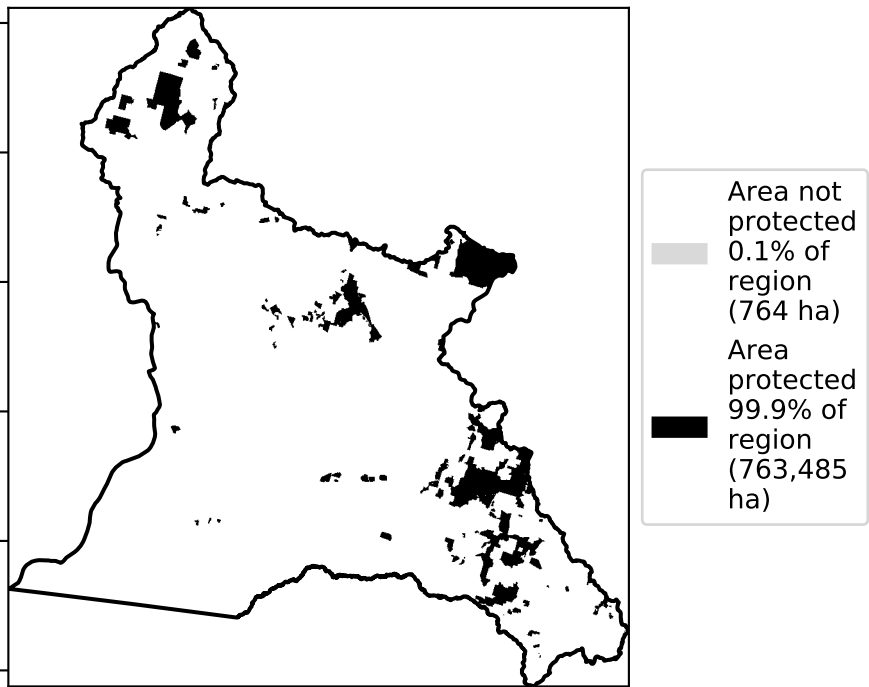 Area not
protected
0.1% of
region
(764 ha)
Area
protected
99.9% of
region
(763,485
ha)